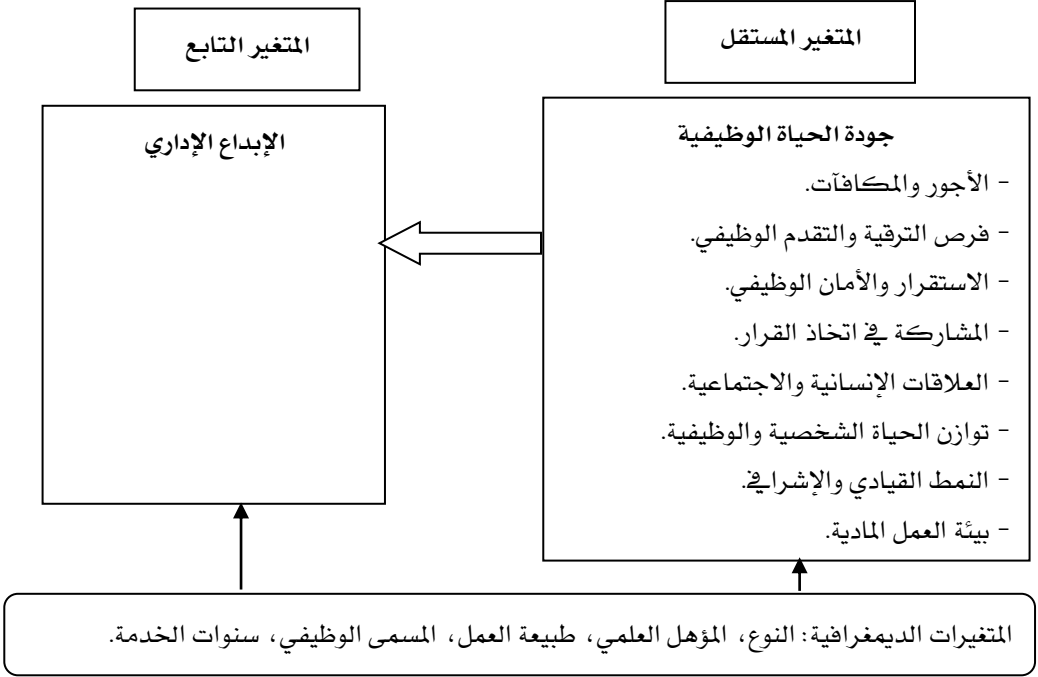 المتغير المستقل
المتغير التابع
جودة الحياة الوظيفية
- الأجور والمكافآت.
- فرص الترقية والتقدم الوظيفي.
- الاستقرار والأمان الوظيفي.
- المشاركة في اتخاذ القرار.
- العلاقات الإنسانية والاجتماعية.
- توازن الحياة الشخصية والوظيفية.
- النمط القيادي والإشرافي.
- بيئة العمل المادية.
الإبداع الإداري
المتغيرات الديمغرافية: النوع، المؤهل العلمي، طبيعة العمل، المسمى الوظيفي، سنوات الخدمة.